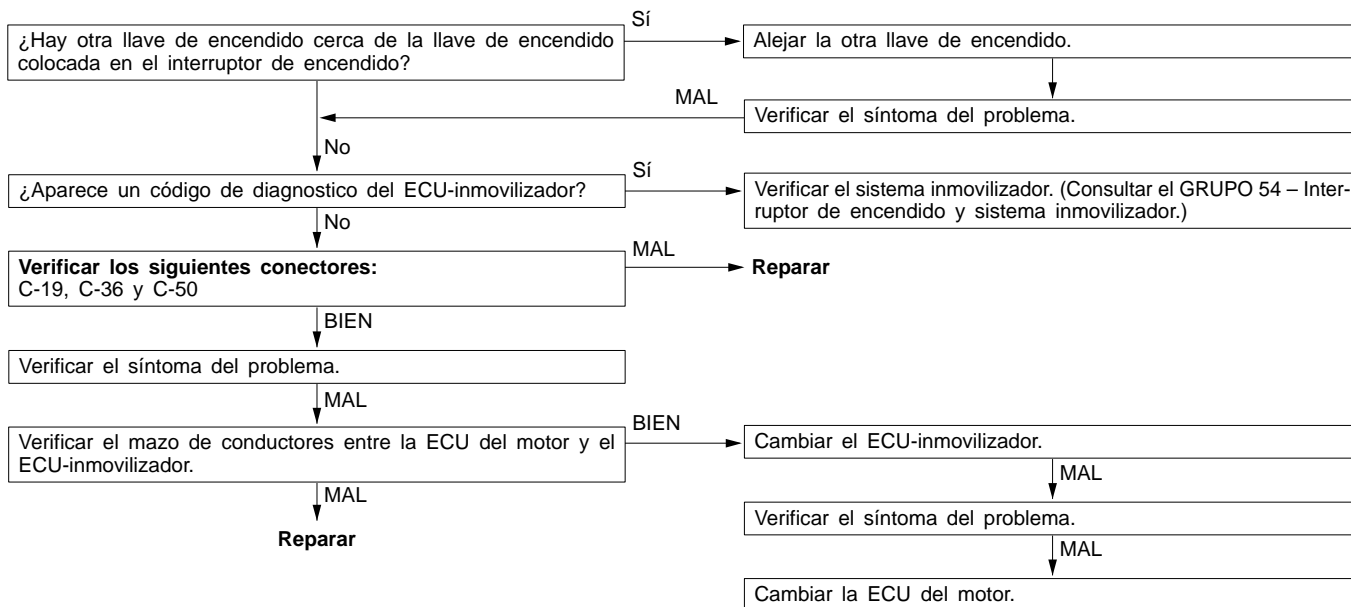 Sí
¿Hay otra llave de encendido cerca de la llave de encendido
colocada en el interruptor de encendido?
Alejar la otra llave de encendido.
MAL
Verificar el síntoma del problema.
No
¿Aparece un código de diagnostico del ECU-inmovilizador?
Sí
Verificar el sistema inmovilizador. (Consultar el GRUPO 54 – Inter-
ruptor de encendido y sistema inmovilizador.)
No
Verificar los siguientes conectores:
C-19, C-36 y C-50
MAL
Reparar
BIEN
Verificar el síntoma del problema.
MAL
Verificar el mazo de conductores entre la ECU del motor y el
ECU-inmovilizador.
BIEN
Cambiar el ECU-inmovilizador.
MAL
Reparar
MAL
Verificar el síntoma del problema.
MAL
Cambiar la ECU del motor.